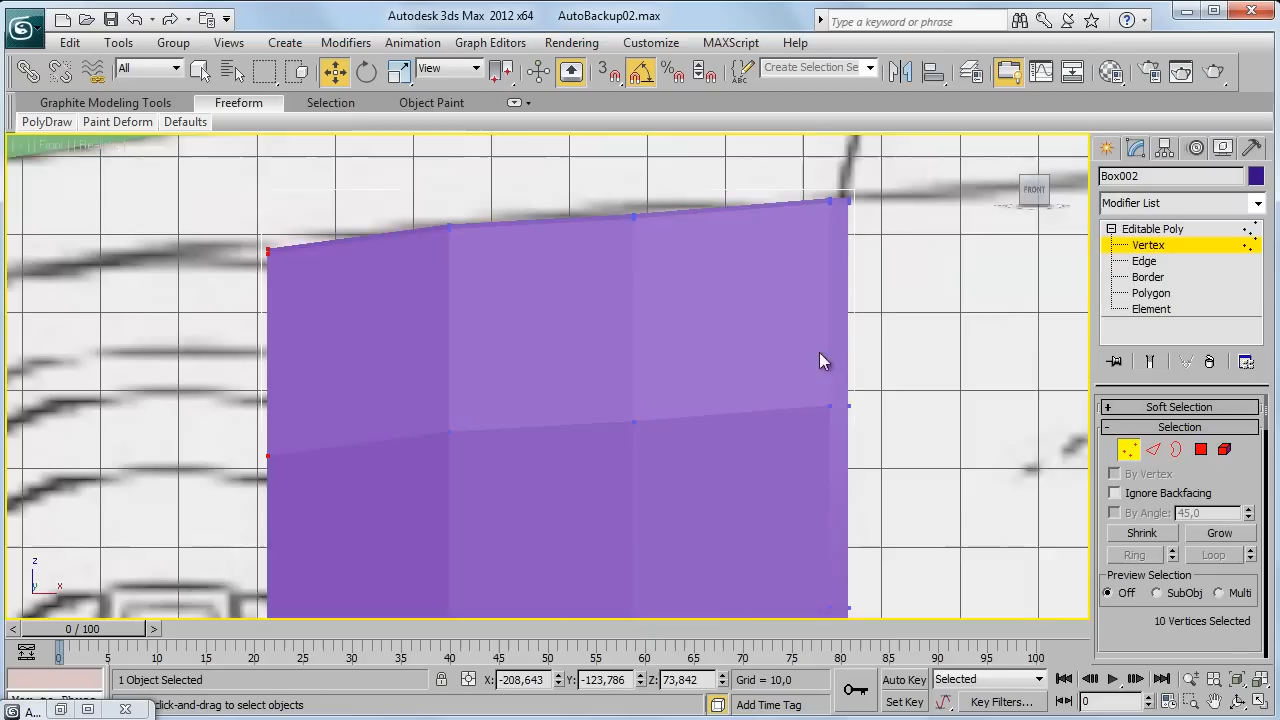 Autodesk 3ds Max 2012 x64 AutoBackup02.max
Type a keyword or phrase
Edit Tools Group Views Create Modifiers Animation Graph Editors Rendering Customize MAXScript Help
All View 3 Create Selection Se
Graphite Modeling Tools Freeform Selection Object Paint
PolyDraw Paint Deform Defaults
FRONT
Box002
Modifier List
Editable Poly
Vertex
Edge
Border
Polygon
Element
+ Soft Selection
- Selection
By Vertex
Ignore Backfacing
By Angle: 45,0
Shrink Grow
Ring Loop
Preview Selection
Off SubObj Multi
10 Vertices Selected
z
y x
< 0 / 100 >
0 5 10 15 20 25 30 35 40 45 50 55 60 65 70 75 80 85 90 95 100
1 Object Selected X: -208,643 Y: -123,786 Z: 73,842 Grid = 10,0 Auto Key Selected
click-and-drag to select objects Add Time Tag Set Key Key Filters... 0
A...